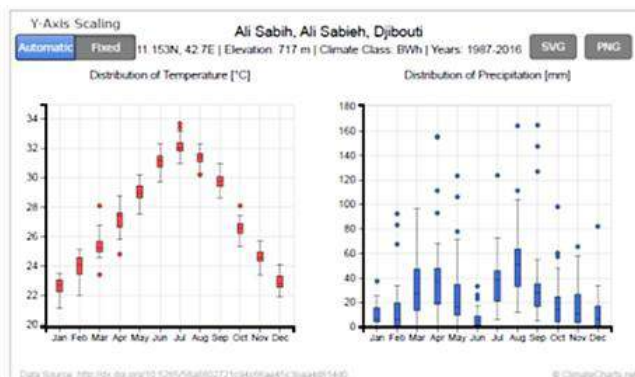 Y-Axis Scaling
Automatic Fixed
Ali Sabih, Ali Sabieh, Djibouti
11.153N, 42.7E | Elevation: 717 m | Climate Class: BWh | Years: 1987-2016
SVG PNG
Distribution of Temperature [°C]
Distribution of Precipitation [mm]
34
32
30
28
26
24
22
20
Jan Feb Mar Apr May Jun Jul Aug Sep Oct Nov Dec
180
160
140
120
100
80
60
40
20
0
Jan Feb Mar Apr May Jun Jul Aug Sep Oct Nov Dec
Data Source:
© ClimateCharts.net